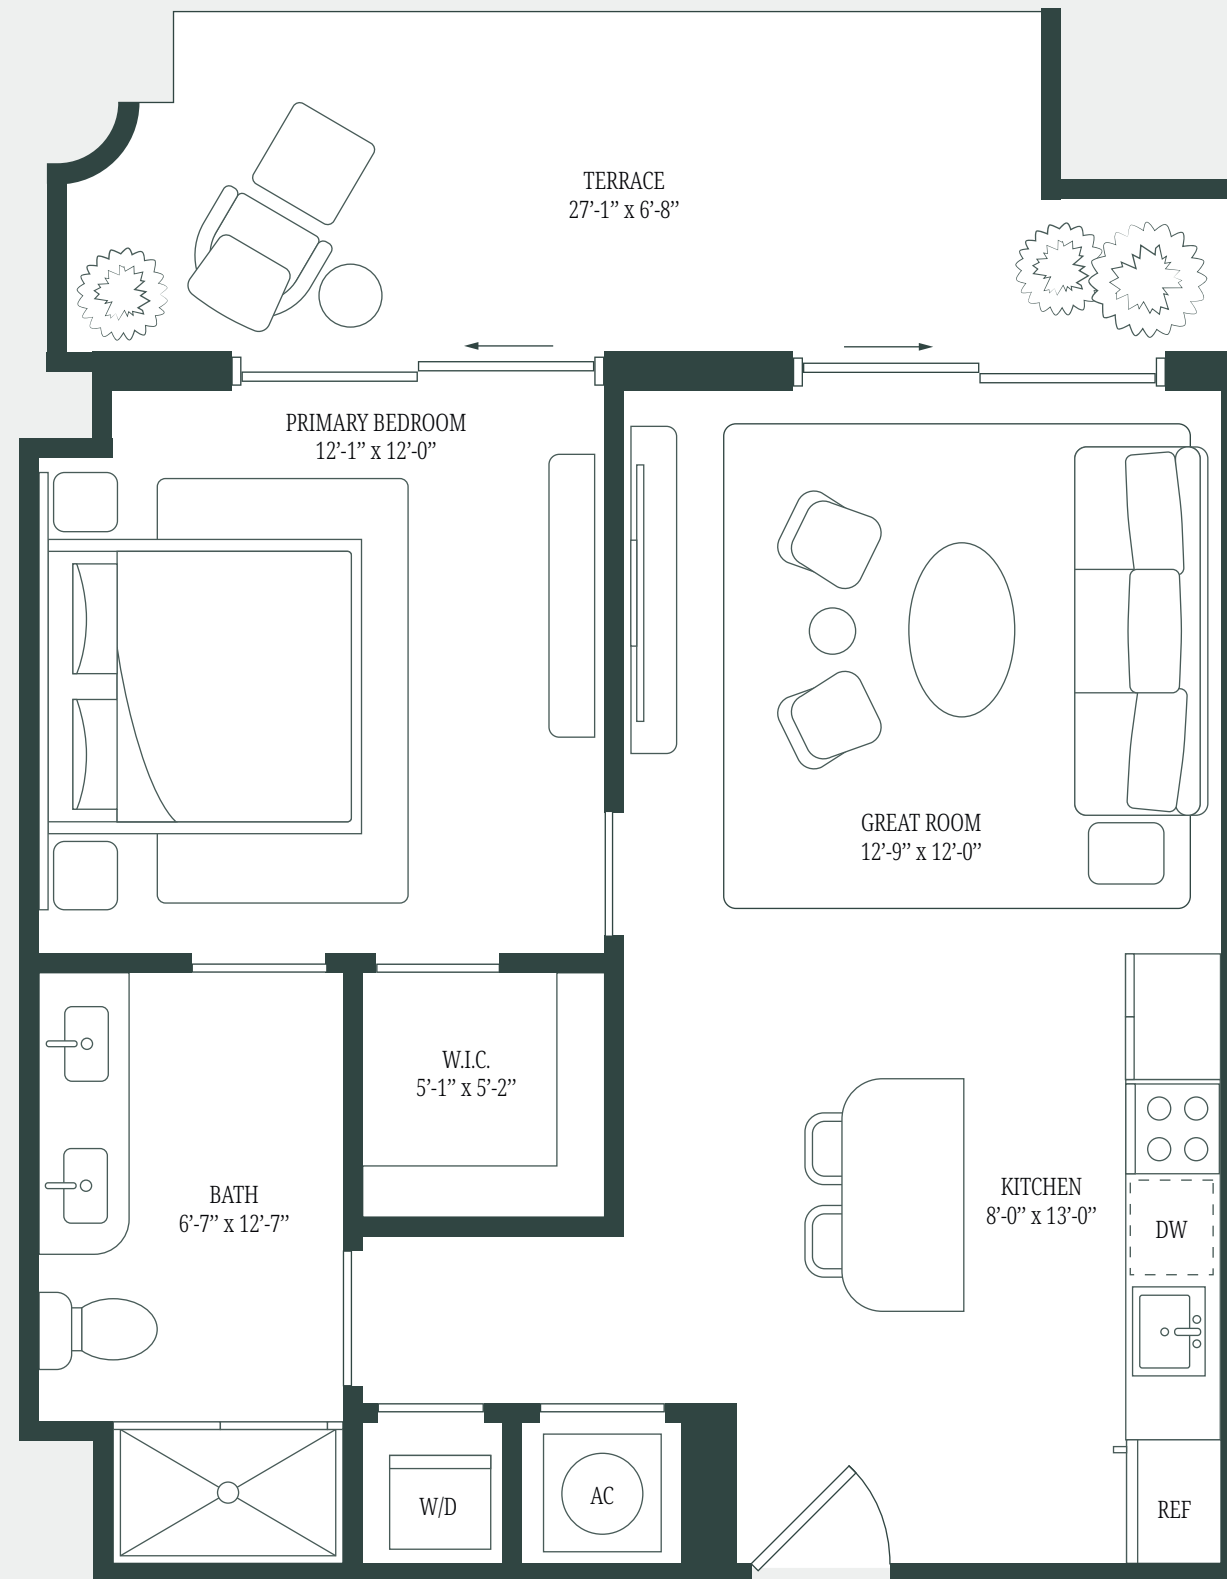 TERRACE
27’-1” x 6’-8”
PRIMARY BEDROOM
12’-1” x 12’-0”
GREAT ROOM
12’-9” x 12’-0”
W.I.C.
5’-1” x 5’-2”
BATH
6’-7” x 12’-7”
KITCHEN
8’-0” x 13’-0”
DW
W/D
AC
REF